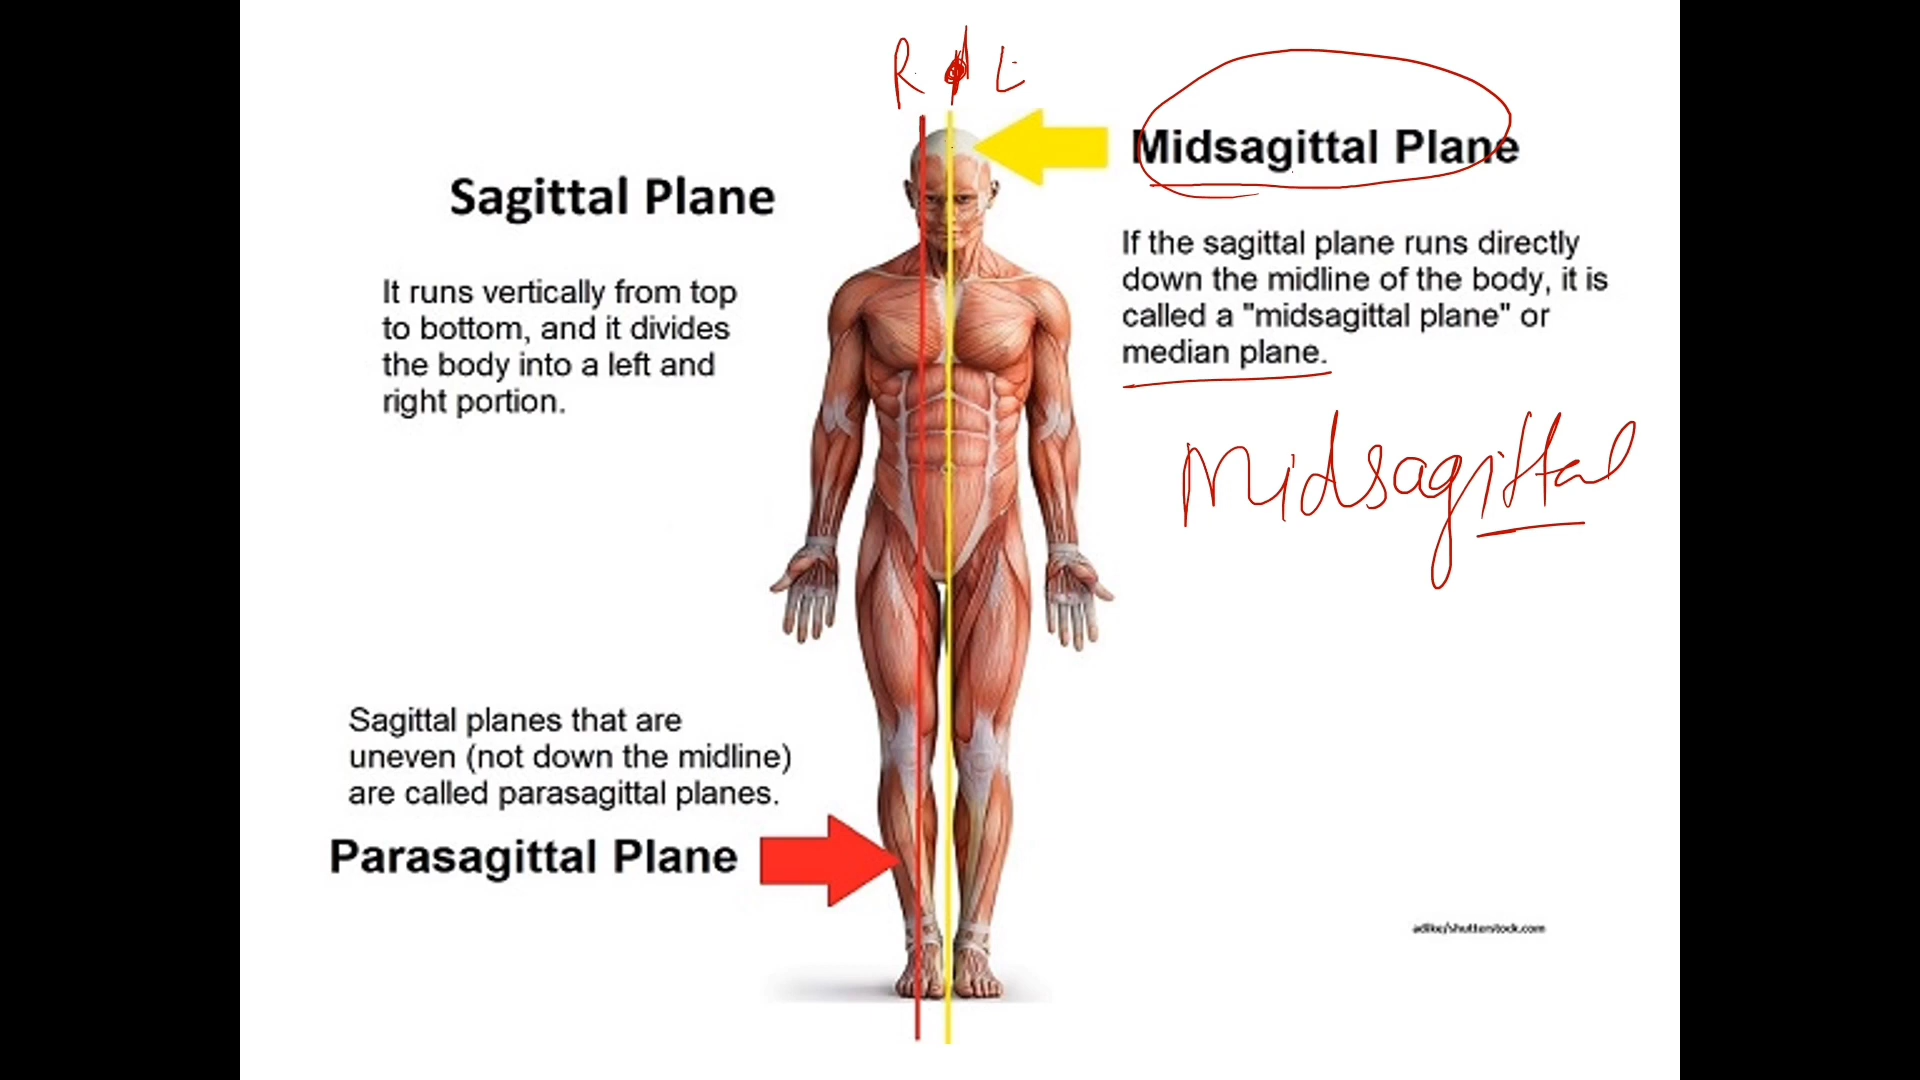 R L
Midsagittal Plane
Sagittal Plane
If the sagittal plane runs directly
down the midline of the body, it is
called a "midsagittal plane" or
median plane.
It runs vertically from top
to bottom, and it divides
the body into a left and
right portion.
Midsagittal
Sagittal planes that are
uneven (not down the midline)
are called parasagittal planes.
Parasagittal Plane
adike/shutterstock.com